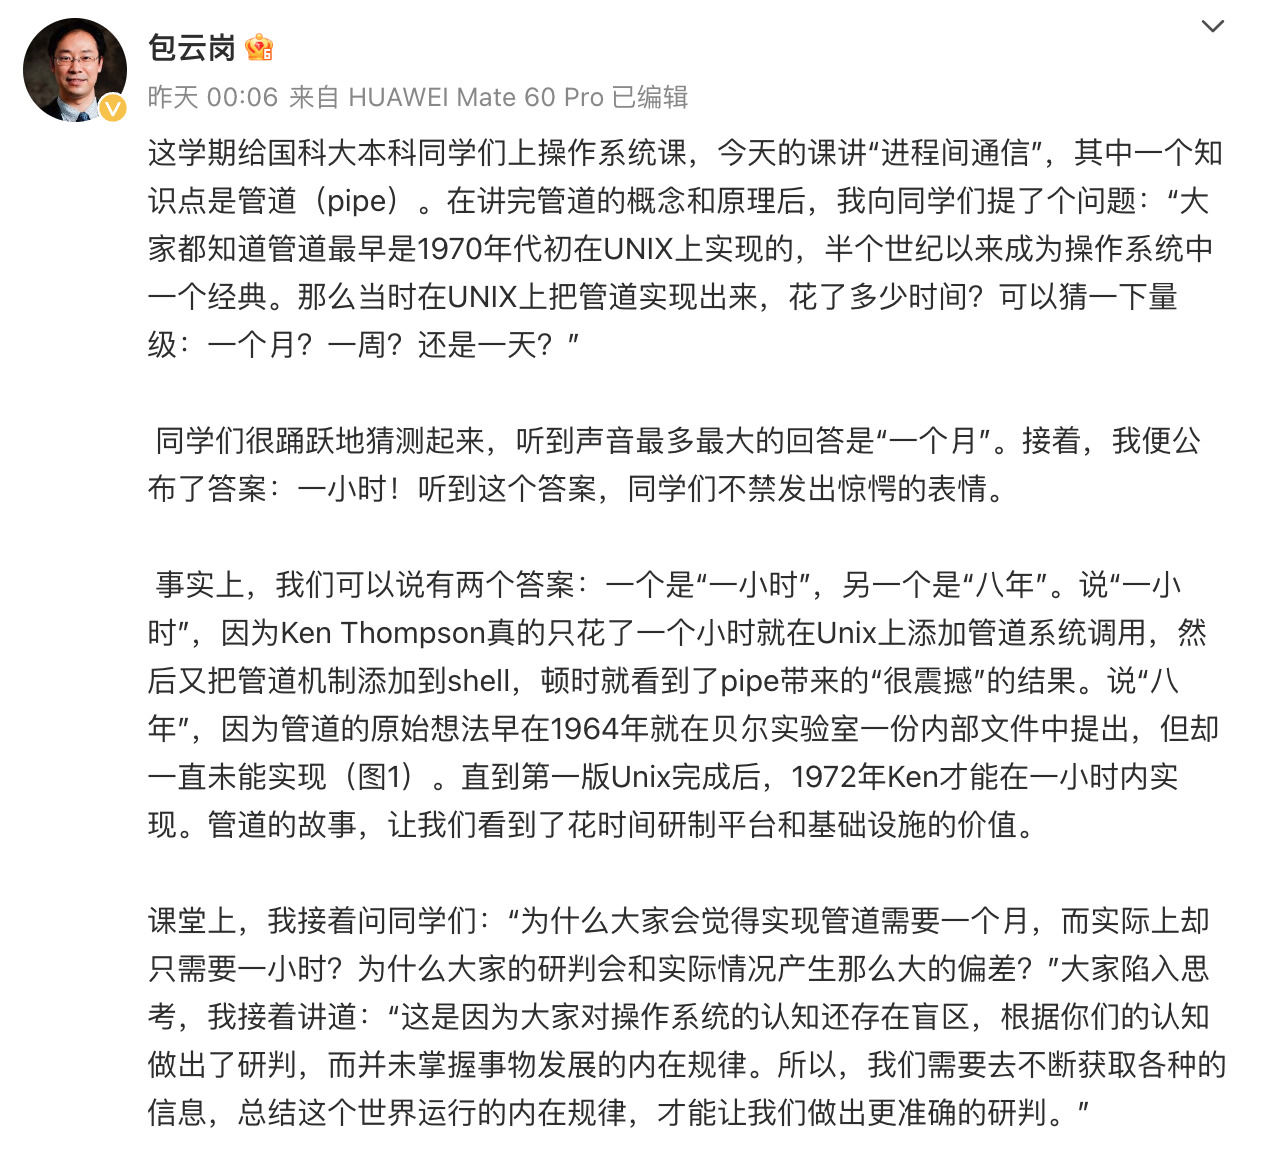 包云岗
昨天 00:06 来自 HUAWEI Mate 60 Pro 已编辑
这学期给国科大本科同学们上操作系统课，今天的课讲“进程间通信”，其中一个知
识点是管道（pipe）。在讲完管道的概念和原理后，我向同学们提了个问题：“大
家都知道管道最早是1970年代初在UNIX上实现的，半个世纪以来成为操作系统中
一个经典。那么当时在UNIX上把管道实现出来，花了多少时间？可以猜一下量
级：一个月？一周？还是一天？”
同学们很踊跃地猜测起来，听到声音最多最大的回答是“一个月”。接着，我便公
布了答案：一小时！听到这个答案，同学们不禁发出惊愕的表情。
事实上，我们可以说有两个答案：一个是“一小时”，另一个是“八年”。说“一小
时”，因为Ken Thompson真的只花了一个小时就在Unix上添加管道系统调用，然
后又把管道机制添加到shell，顿时就看到了pipe带来的“很震撼”的结果。说“八
年”，因为管道的原始想法早在1964年就在贝尔实验室一份内部文件中提出，但却
一直未能实现（图1）。直到第一版Unix完成后，1972年Ken才能在一小时内实
现。管道的故事，让我们看到了花时间研制平台和基础设施的价值。
课堂上，我接着问同学们：“为什么大家会觉得实现管道需要一个月，而实际上却
只需要一小时？为什么大家的研判会和实际情况产生那么大的偏差？”大家陷入思
考，我接着讲道：“这是因为大家对操作系统的认知还存在盲区，根据你们的认知
做出了研判，而并未掌握事物发展的内在规律。所以，我们需要去不断获取各种的
信息，总结这个世界运行的内在规律，才能让我们做出更准确的研判。”